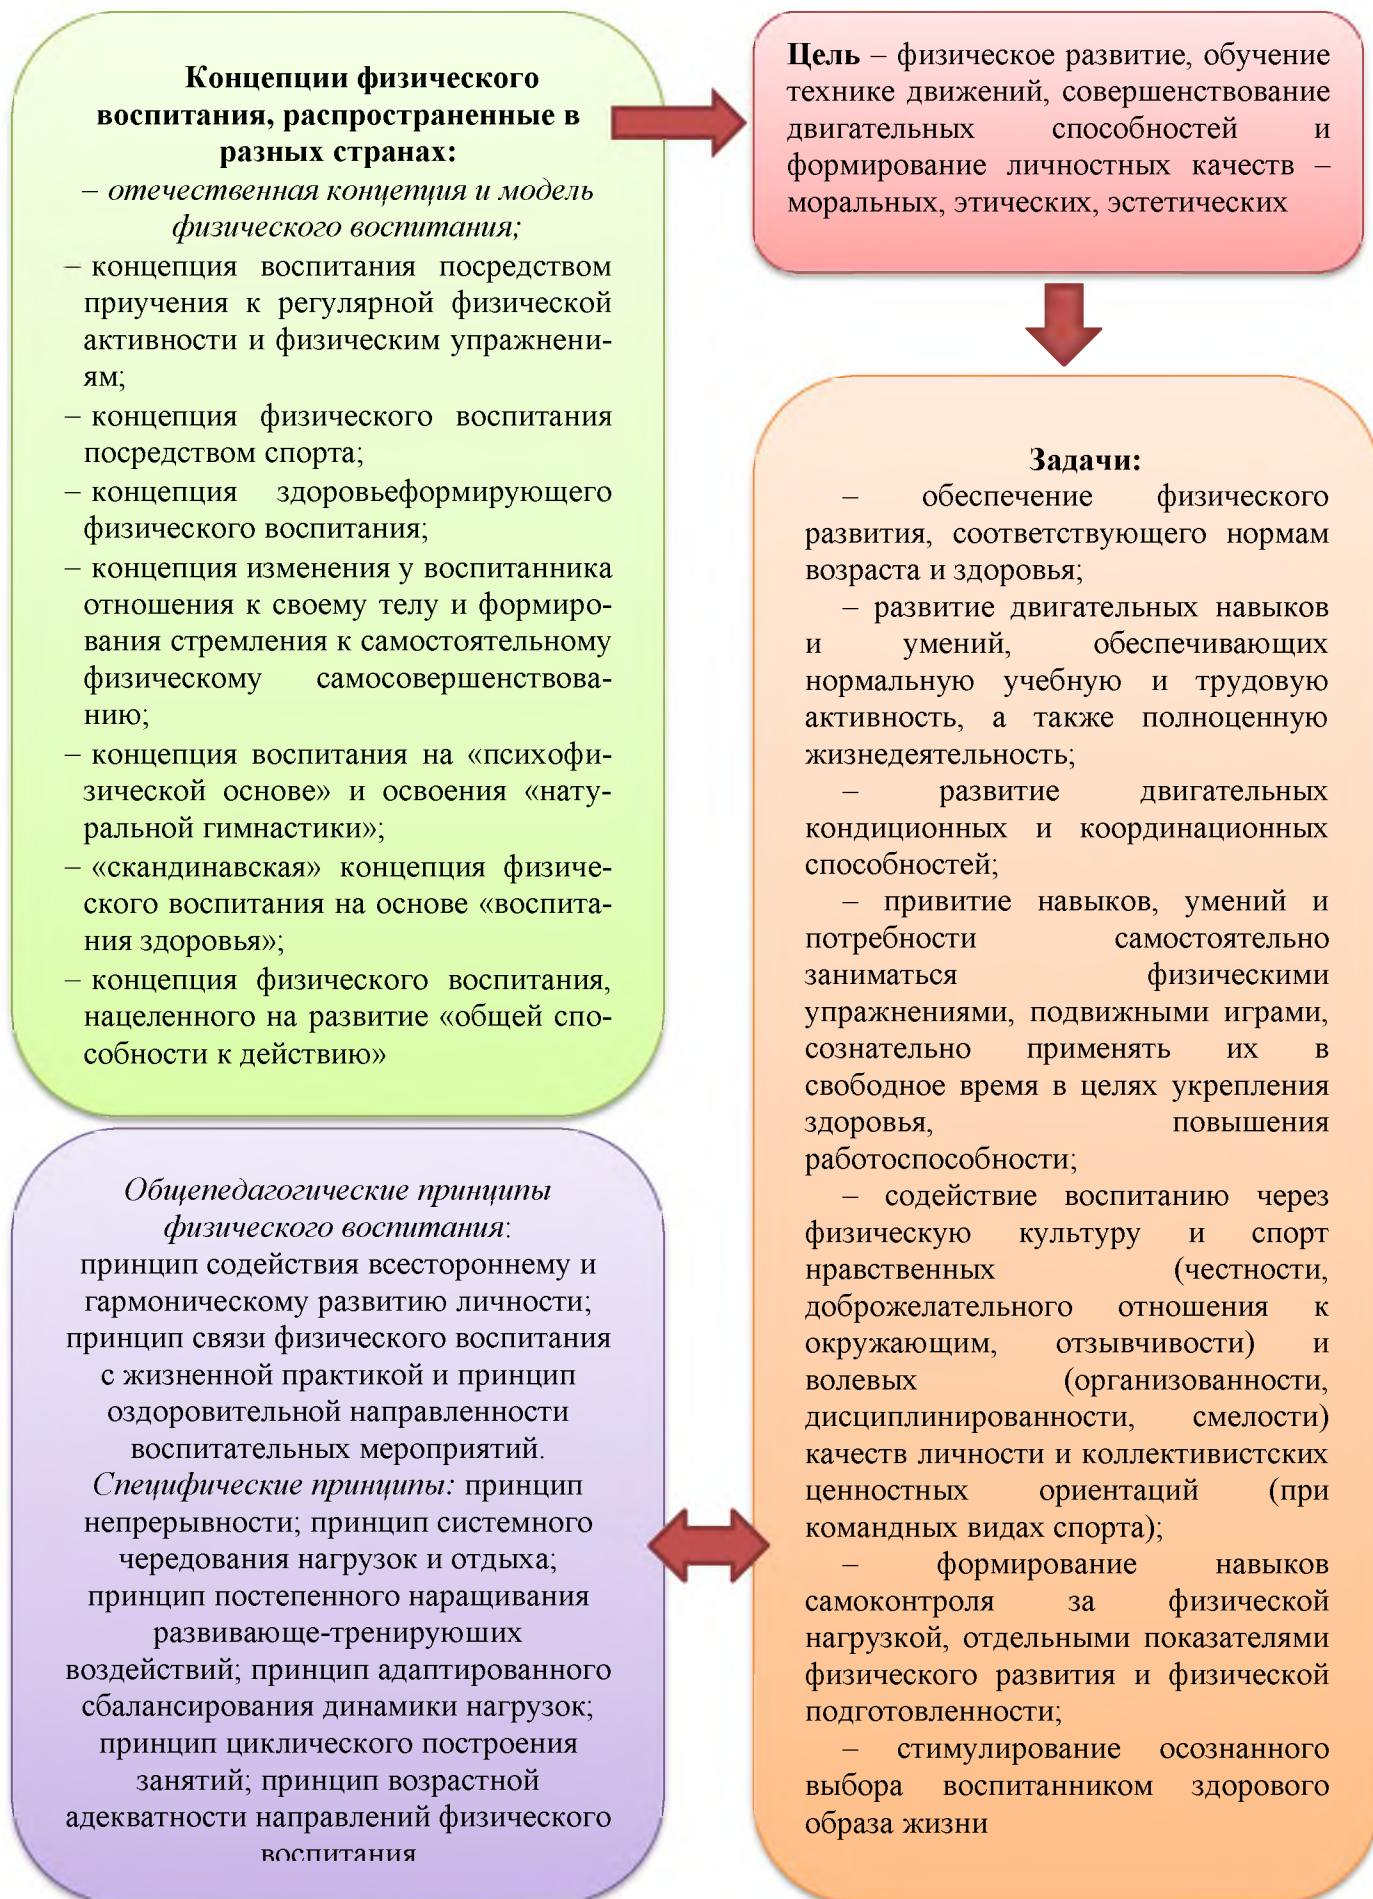 Концепции физического
воспитания, распространенные в
разных странах:
– отечественная концепция и модель
физического воспитания;
– концепция воспитания посредством
приучения к регулярной физической
активности и физическим упражнени-
ям;
– концепция физического воспитания
посредством спорта;
– концепция здоровьеформирующего
физического воспитания;
– концепция изменения у воспитанника
отношения к своему телу и формиро-
вания стремления к самостоятельному
физическому самосовершенствова-
нию;
– концепция воспитания на «психофи-
зической основе» и освоения «нату-
ральной гимнастики»;
– «скандинавская» концепция физиче-
ского воспитания на основе «воспита-
ния здоровья»;
– концепция физического воспитания,
нацеленного на развитие «общей спо-
собности к действию»
Цель – физическое развитие, обучение
технике движений, совершенствование
двигательных способностей и
формирование личностных качеств –
моральных, этических, эстетических
Задачи:
– обеспечение физического
развития, соответствующего нормам
возраста и здоровья;
– развитие двигательных навыков
и умений, обеспечивающих
нормальную учебную и трудовую
активность, а также полноценную
жизнедеятельность;
– развитие двигательных
кондиционных и координационных
способностей;
– привитие навыков, умений и
потребности самостоятельно
заниматься физическими
упражнениями, подвижными играми,
сознательно применять их в
свободное время в целях укрепления
здоровья, повышения
работоспособности;
– содействие воспитанию через
физическую культуру и спорт
нравственных (честности,
доброжелательного отношения к
окружающим, отзывчивости) и
волевых (организованности,
дисциплинированности, смелости)
качеств личности и коллективистских
ценностных ориентаций (при
командных видах спорта);
– формирование навыков
самоконтроля за физической
нагрузкой, отдельными показателями
физического развития и физической
подготовленности;
– стимулирование осознанного
выбора воспитанником здорового
образа жизни
Общепедагогические принципы
физического воспитания:
принцип содействия всестороннему и
гармоническому развитию личности;
принцип связи физического воспитания
с жизненной практикой и принцип
оздоровительной направленности
воспитательных мероприятий.
Специфические принципы: принцип
непрерывности; принцип системного
чередования нагрузок и отдыха;
принцип постепенного наращивания
развивающе-тренируюших
воздействий; принцип адаптированного
сбалансирования динамики нагрузок;
принцип циклического построения
занятий; принцип возрастной
адекватности направлений физического
воспитания